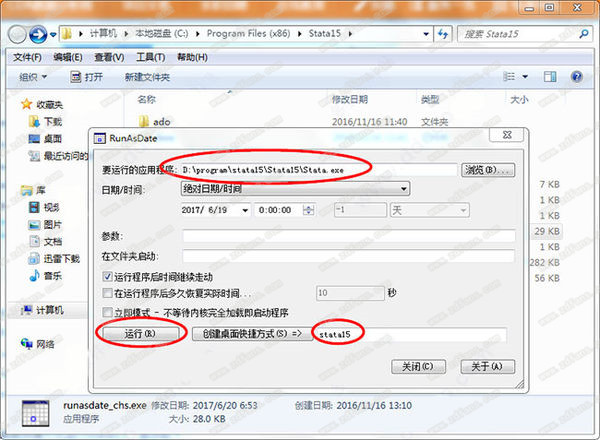 计算机 ▸ 本地磁盘 (C:) ▸ Program Files (x86) ▸ Stata15
搜索 Stata15
文件(F) 编辑(E) 查看(V) 工具(T) 帮助(H)
组织 打开 新建文件夹
名称 修改日期 类型 大小
收藏夹
下载
桌面
最近访问的
库
视频
图片
文档
迅雷下载
音乐
计算机
网络
ado 2016/11/16 11:40 文件夹
7 KB
1 KB
1 KB
29 KB
1 KB
282 KB
56 KB
RunAsDate
要运行的应用程序: D:\program\stata15\Stata15\Stata.exe 浏览(B)...
日期/时间: 绝对日期/时间
2017/ 6/19 0:00:00 -1 天
参数:
在文件夹启动:
运行程序后时间继续走动
在运行程序后多久恢复实际时间... 10 秒
立即模式 - 不等待内核完全加载即启动程序
运行(R) 创建桌面快捷方式(S) => stata15
关闭(C) 关于(A)
runasdate_chs.exe 修改日期: 2017/6/20 6:53 创建日期: 2016/11/16 13:10
应用程序 大小: 28.0 KB